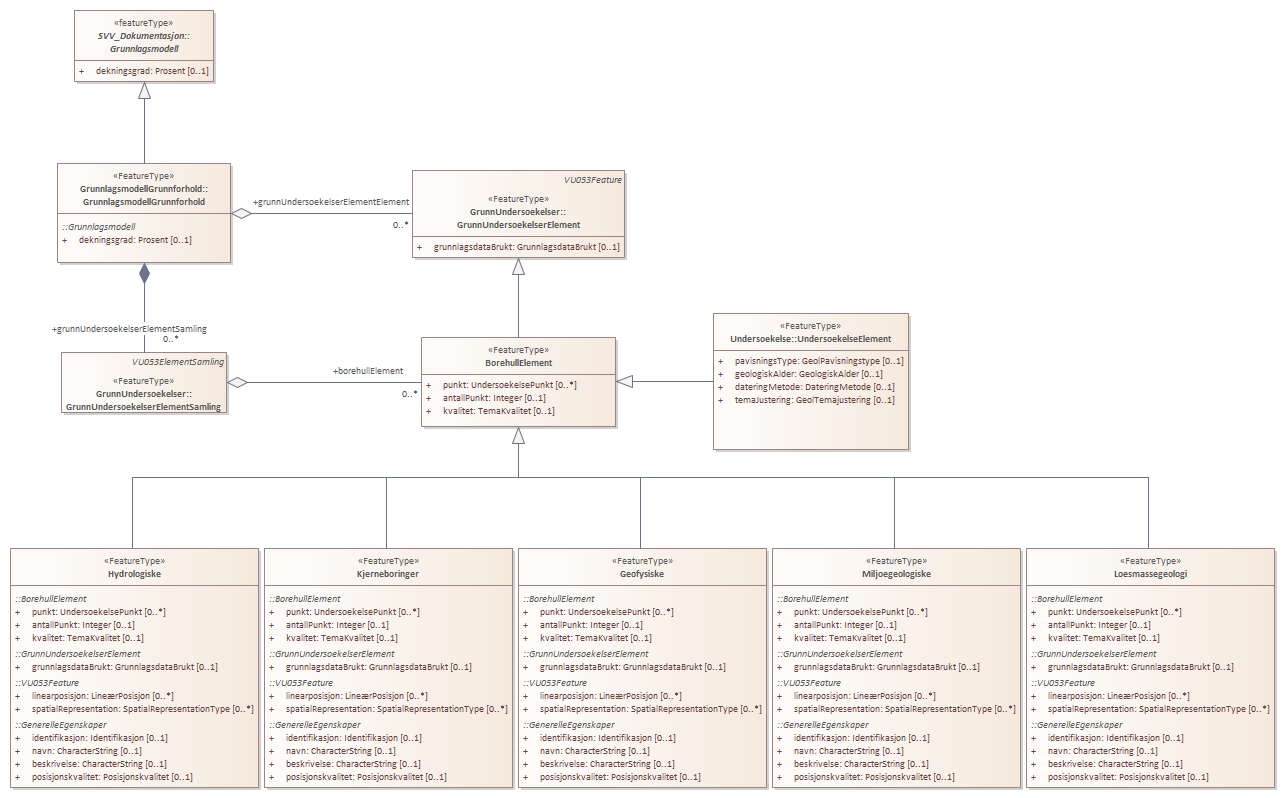 «featureType»
SVV_Dokumentasjon::
Grunnlagsmodell
+ dekningsgrad: Prosent [0..1]
«FeatureType»
GrunnlagsmodellGrunnforhold::
GrunnlagsmodellGrunnforhold
::Grunnlagsmodell
+ dekningsgrad: Prosent [0..1]
+grunnUndersoekelserElementElement
0..*
VU053Feature
«FeatureType»
GrunnUndersoekelser::
GrunnUndersoekelserElement
+ grunnlagsdataBrukt: GrunnlagsdataBrukt [0..1]
+grunnUndersoekelserElementSamling
0..*
VU053ElementSamling
«FeatureType»
GrunnUndersoekelser::
GrunnUndersoekelserElementSamling
+borehullElement
0..*
«FeatureType»
BorehullElement
+ punkt: UndersoekelsePunkt [0..*]
+ antallPunkt: Integer [0..1]
+ kvalitet: TemaKvalitet [0..1]
«FeatureType»
Undersoekelse::UndersoekelseElement
+ pavisningsType: GeolPavisningstype [0..1]
+ geologiskAlder: GeologiskAlder [0..1]
+ dateringMetode: DateringMetode [0..1]
+ temaJustering: GeolTemajustering [0..1]
«FeatureType»
Hydrologiske
::BorehullElement
+ punkt: UndersoekelsePunkt [0..*]
+ antallPunkt: Integer [0..1]
+ kvalitet: TemaKvalitet [0..1]
::GrunnUndersoekelserElement
+ grunnlagsdataBrukt: GrunnlagsdataBrukt [0..1]
::VU053Feature
+ linearposisjon: LineærPosisjon [0..*]
+ spatialRepresentation: SpatialRepresentationType [0..*]
::GenerelleEgenskaper
+ identifikasjon: Identifikasjon [0..1]
+ navn: CharacterString [0..1]
+ beskrivelse: CharacterString [0..1]
+ posisjonskvalitet: Posisjonskvalitet [0..1]
«FeatureType»
Kjerneboringer
::BorehullElement
+ punkt: UndersoekelsePunkt [0..*]
+ antallPunkt: Integer [0..1]
+ kvalitet: TemaKvalitet [0..1]
::GrunnUndersoekelserElement
+ grunnlagsdataBrukt: GrunnlagsdataBrukt [0..1]
::VU053Feature
+ linearposisjon: LineærPosisjon [0..*]
+ spatialRepresentation: SpatialRepresentationType [0..*]
::GenerelleEgenskaper
+ identifikasjon: Identifikasjon [0..1]
+ navn: CharacterString [0..1]
+ beskrivelse: CharacterString [0..1]
+ posisjonskvalitet: Posisjonskvalitet [0..1]
«FeatureType»
Geofysiske
::BorehullElement
+ punkt: UndersoekelsePunkt [0..*]
+ antallPunkt: Integer [0..1]
+ kvalitet: TemaKvalitet [0..1]
::GrunnUndersoekelserElement
+ grunnlagsdataBrukt: GrunnlagsdataBrukt [0..1]
::VU053Feature
+ linearposisjon: LineærPosisjon [0..*]
+ spatialRepresentation: SpatialRepresentationType [0..*]
::GenerelleEgenskaper
+ identifikasjon: Identifikasjon [0..1]
+ navn: CharacterString [0..1]
+ beskrivelse: CharacterString [0..1]
+ posisjonskvalitet: Posisjonskvalitet [0..1]
«FeatureType»
Miljoegeologiske
::BorehullElement
+ punkt: UndersoekelsePunkt [0..*]
+ antallPunkt: Integer [0..1]
+ kvalitet: TemaKvalitet [0..1]
::GrunnUndersoekelserElement
+ grunnlagsdataBrukt: GrunnlagsdataBrukt [0..1]
::VU053Feature
+ linearposisjon: LineærPosisjon [0..*]
+ spatialRepresentation: SpatialRepresentationType [0..*]
::GenerelleEgenskaper
+ identifikasjon: Identifikasjon [0..1]
+ navn: CharacterString [0..1]
+ beskrivelse: CharacterString [0..1]
+ posisjonskvalitet: Posisjonskvalitet [0..1]
«FeatureType»
Loesmassegeologi
::BorehullElement
+ punkt: UndersoekelsePunkt [0..*]
+ antallPunkt: Integer [0..1]
+ kvalitet: TemaKvalitet [0..1]
::GrunnUndersoekelserElement
+ grunnlagsdataBrukt: GrunnlagsdataBrukt [0..1]
::VU053Feature
+ linearposisjon: LineærPosisjon [0..*]
+ spatialRepresentation: SpatialRepresentationType [0..*]
::GenerelleEgenskaper
+ identifikasjon: Identifikasjon [0..1]
+ navn: CharacterString [0..1]
+ beskrivelse: CharacterString [0..1]
+ posisjonskvalitet: Posisjonskvalitet [0..1]